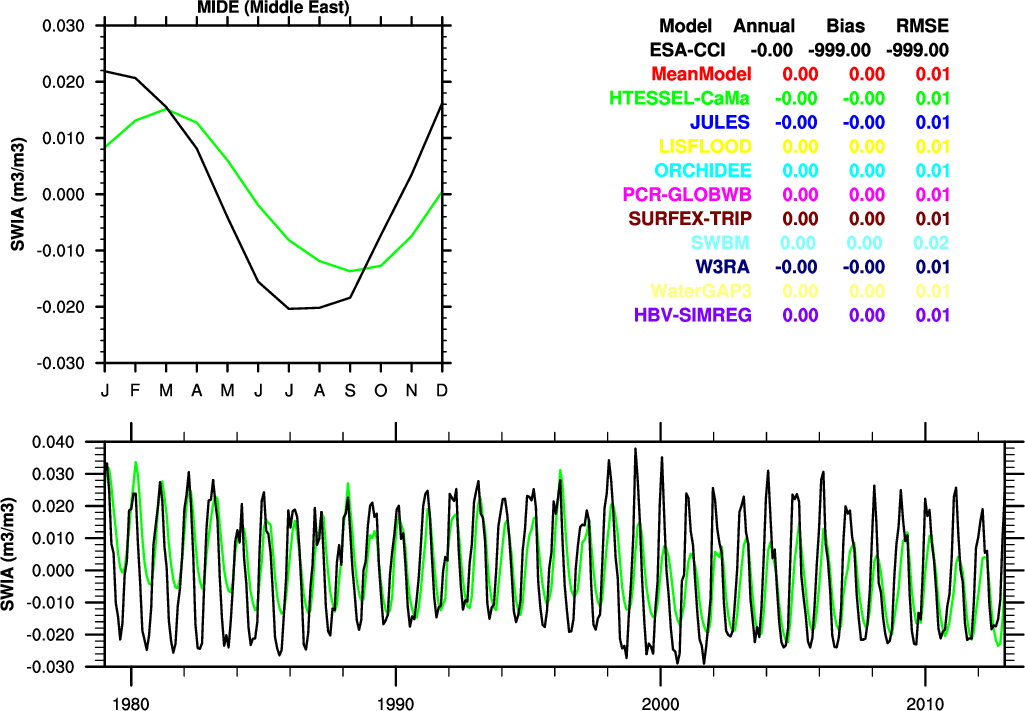 MIDE (Middle East)
0.030
0.020
0.010
0.000
-0.010
-0.020
-0.030
SWIA (m3/m3)
J F M A M J J A S O N D
Model Annual Bias RMSE
ESA-CCI -0.00 -999.00 -999.00
MeanModel 0.00 0.00 0.01
HTESSEL-CaMa -0.00 -0.00 0.01
JULES -0.00 -0.00 0.01
LISFLOOD 0.00 0.00 0.01
ORCHIDEE 0.00 0.00 0.01
PCR-GLOBWB 0.00 0.00 0.01
SURFEX-TRIP 0.00 0.00 0.01
SWBM 0.00 0.00 0.02
W3RA -0.00 -0.00 0.01
WaterGAP3 0.00 0.00 0.01
HBV-SIMREG 0.00 0.00 0.01
0.040
0.030
0.020
0.010
0.000
-0.010
-0.020
-0.030
SWIA (m3/m3)
1980 1990 2000 2010